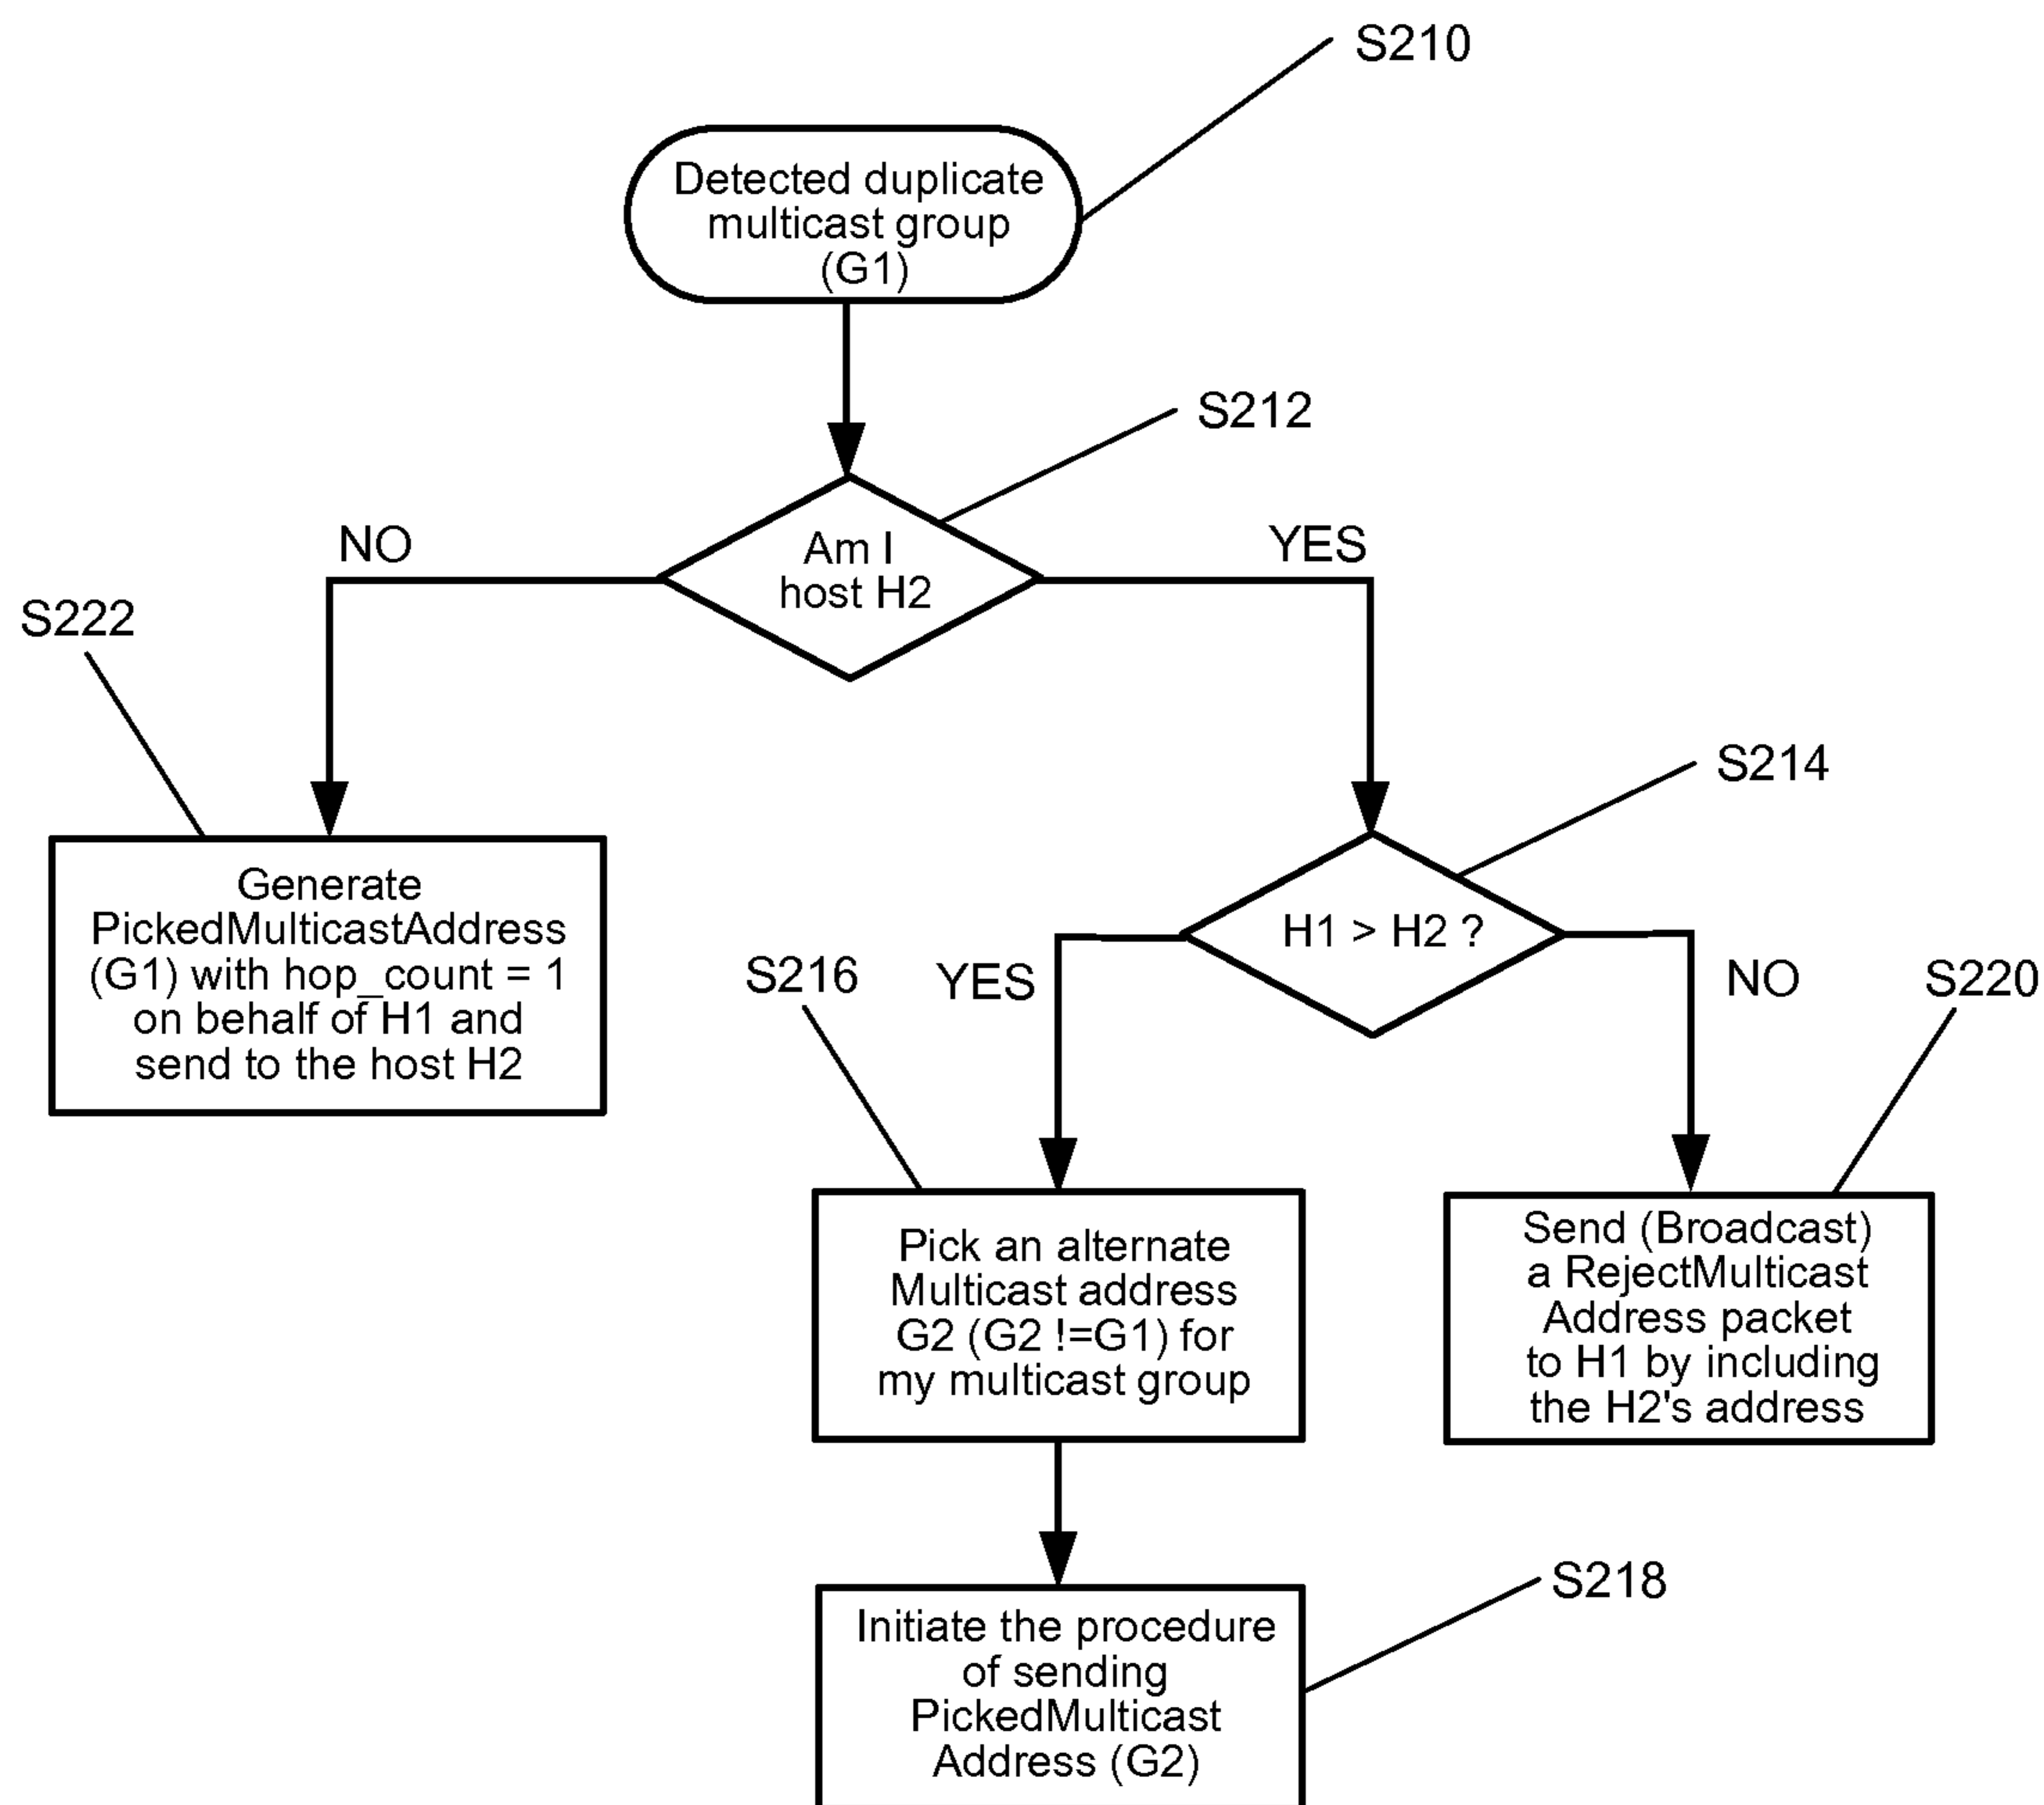 S210
Detected duplicate
multicast group
(G1)
S212
Am I
host H2
NO
YES
S222
Generate
PickedMulticastAddress
(G1) with hop_count = 1
on behalf of H1 and
send to the host H2
S214
H1 > H2 ?
YES
NO
S216
S220
Pick an alternate
Multicast address
G2 (G2 !=G1) for
my multicast group
Send (Broadcast)
a RejectMulticast
Address packet
to H1 by including
the H2's address
S218
Initiate the procedure
of sending
PickedMulticast
Address (G2)